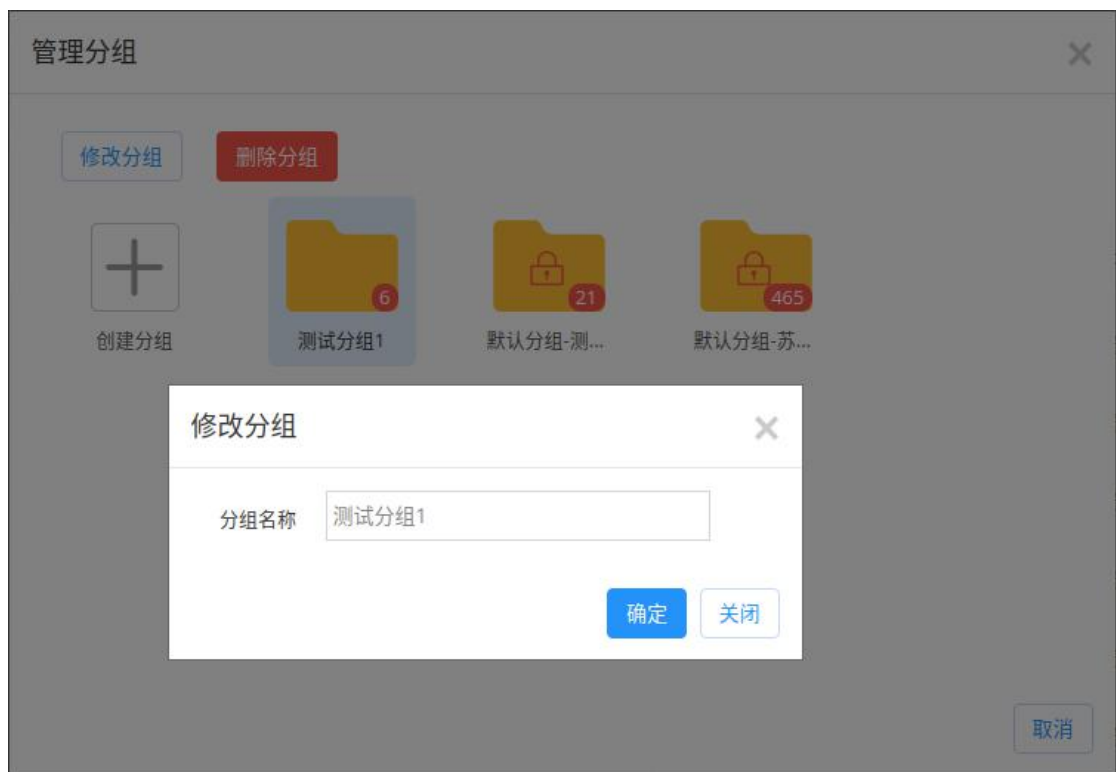 管理分组
修改分组 删除分组
6 21 465
创建分组 测试分组1 默认分组-测... 默认分组-苏...
修改分组
分组名称 测试分组1
确定 关闭
取消